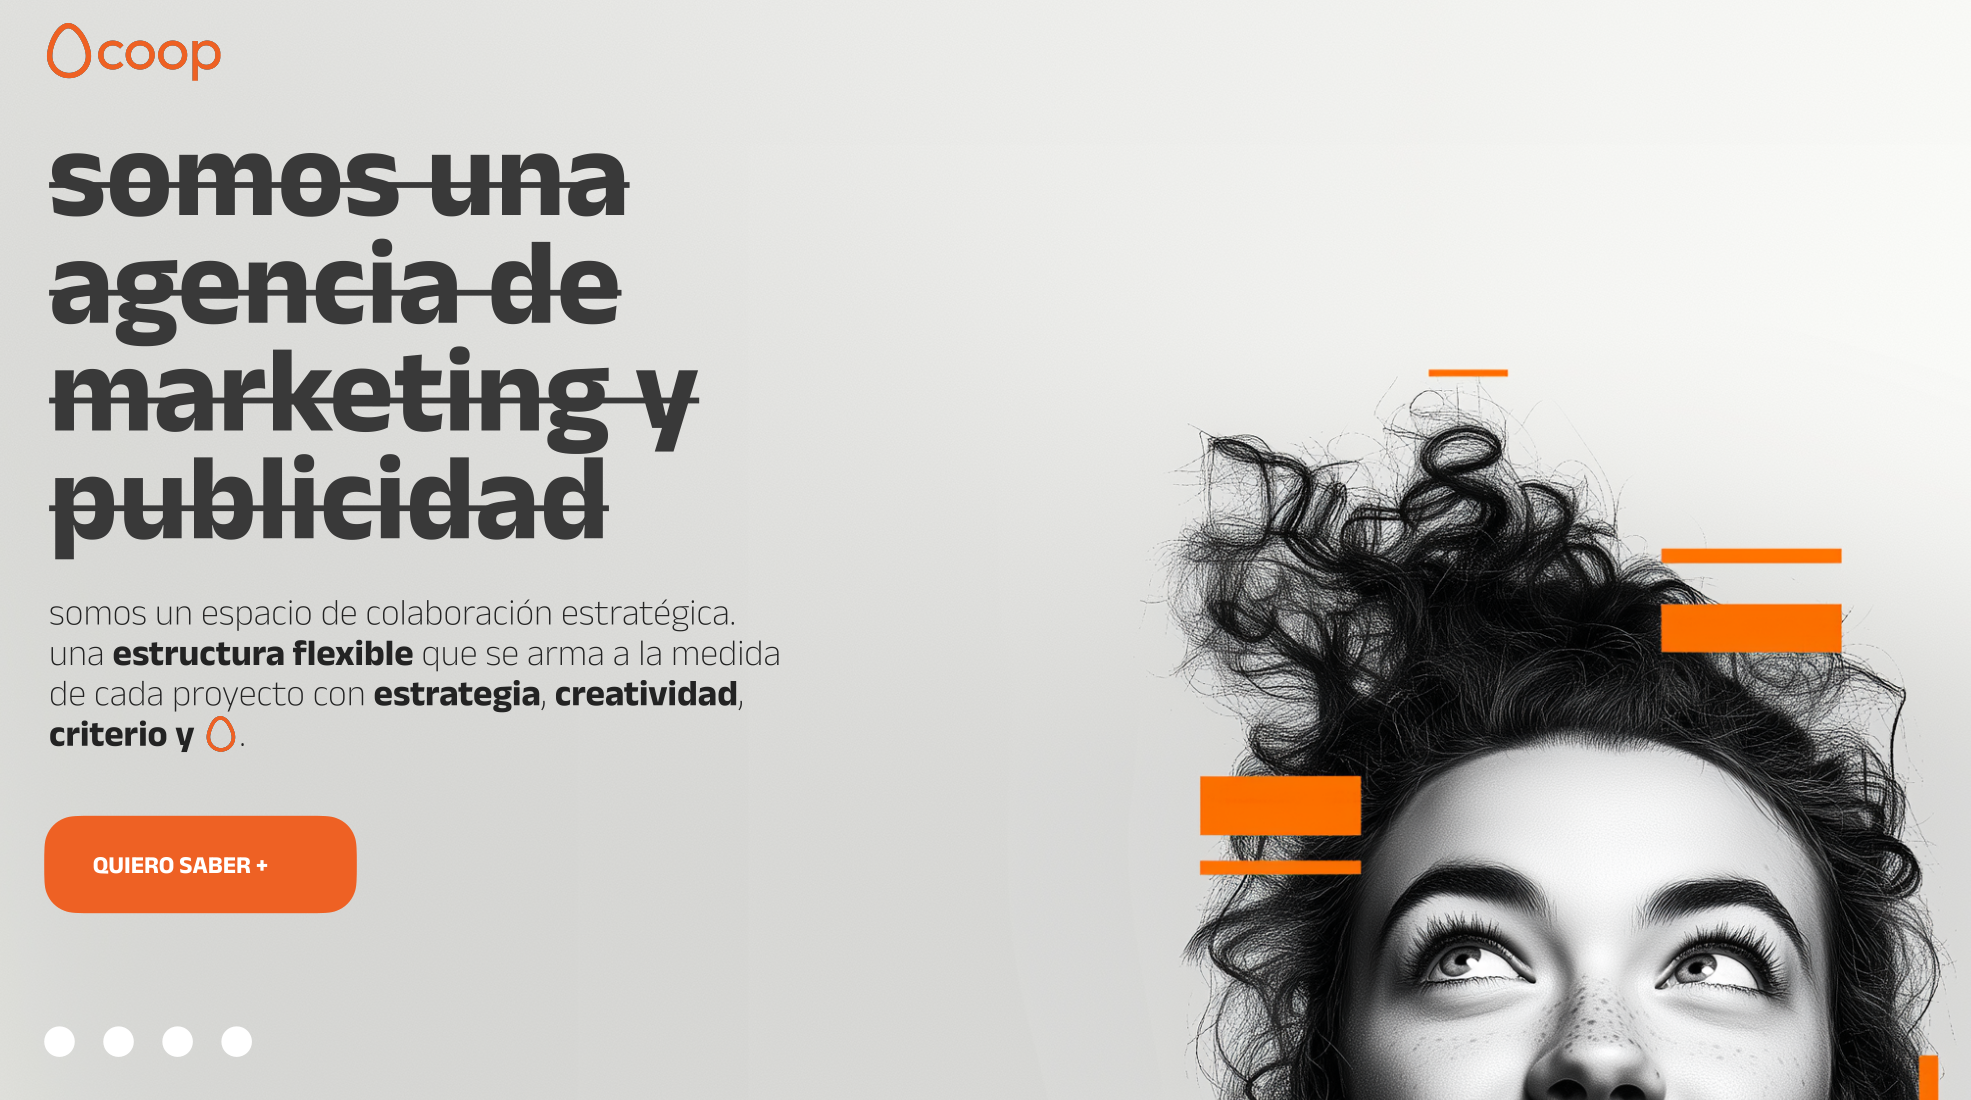 coop
somos una
agencia de
marketing y
publicidad
somos un espacio de colaboración estratégica.
una estructura flexible que se arma a la medida
de cada proyecto con estrategia, creatividad,
criterio y .
QUIERO SABER +